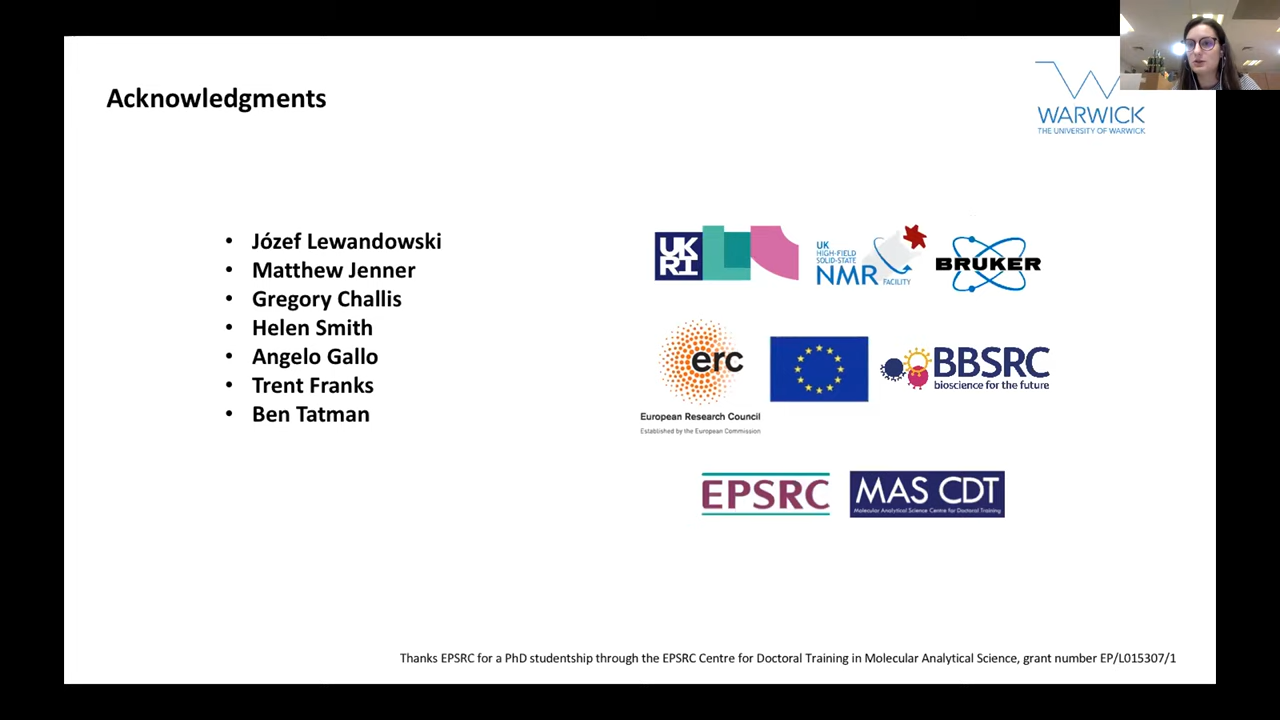 Acknowledgments
WARWICK
THE UNIVERSITY OF WARWICK
• Józef Lewandowski
• Matthew Jenner
• Gregory Challis
• Helen Smith
• Angelo Gallo
• Trent Franks
• Ben Tatman
UK
RI
UK
HIGH-FIELD
SOLID-STATE
NMR
FACILITY
BRUKER
erc
European Research Council
Established by the European Commission
BBSRC
bioscience for the future
EPSRC
MAS CDT
Molecular Analytical Science Centre for Doctoral Training
Thanks EPSRC for a PhD studentship through the EPSRC Centre for Doctoral Training in Molecular Analytical Science, grant number EP/L015307/1